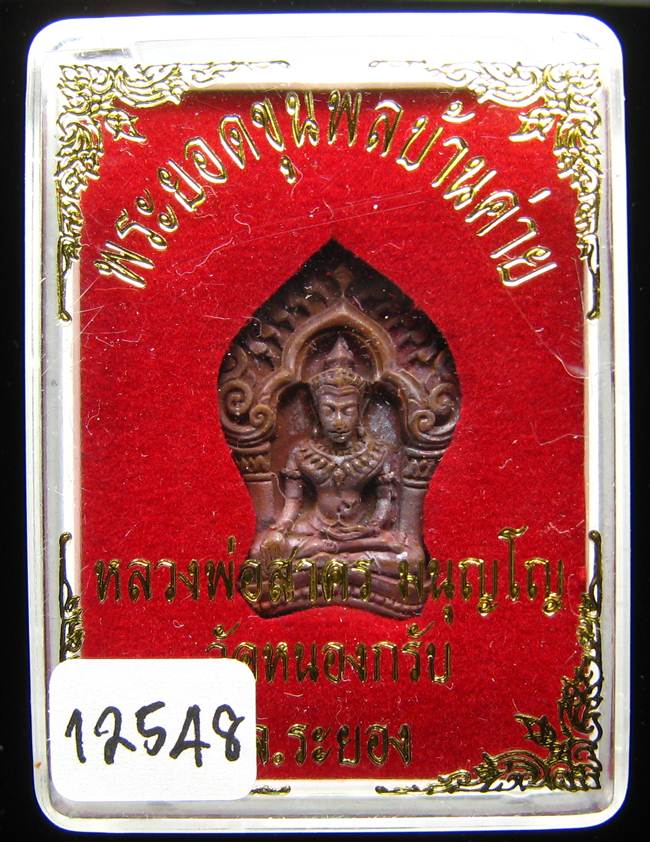 พระยอดขุนพลบ้านค่าย
หลวงพ่อสาคร มนุญโญ
วัดหนองกรับ
จ.ระยอง
12548